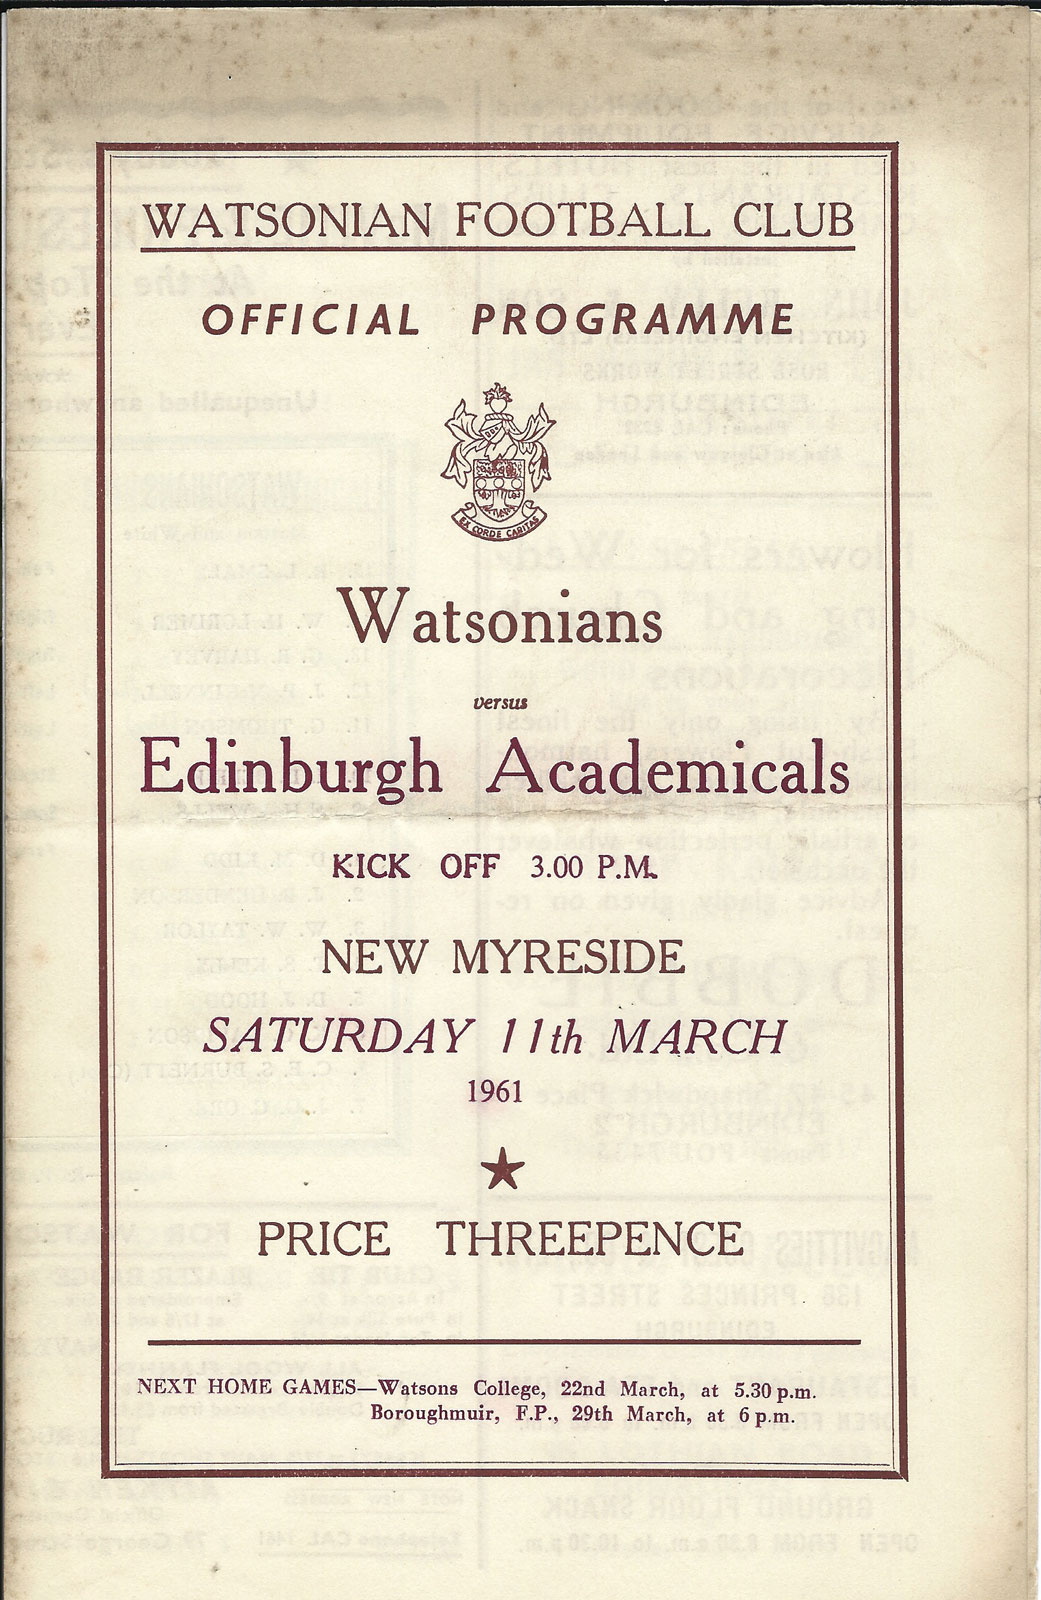 WATSONIAN FOOTBALL CLUB
OFFICIAL PROGRAMME
EX CORDE CARITAS
Watsonians
versus
Edinburgh Academicals
KICK OFF 3.00 P.M.
NEW MYRESIDE
SATURDAY 11th MARCH
1961
PRICE THREEPENCE
NEXT HOME GAMES—Watsons College, 22nd March, at 5.30 p.m.
Boroughmuir, F.P., 29th March, at 6 p.m.